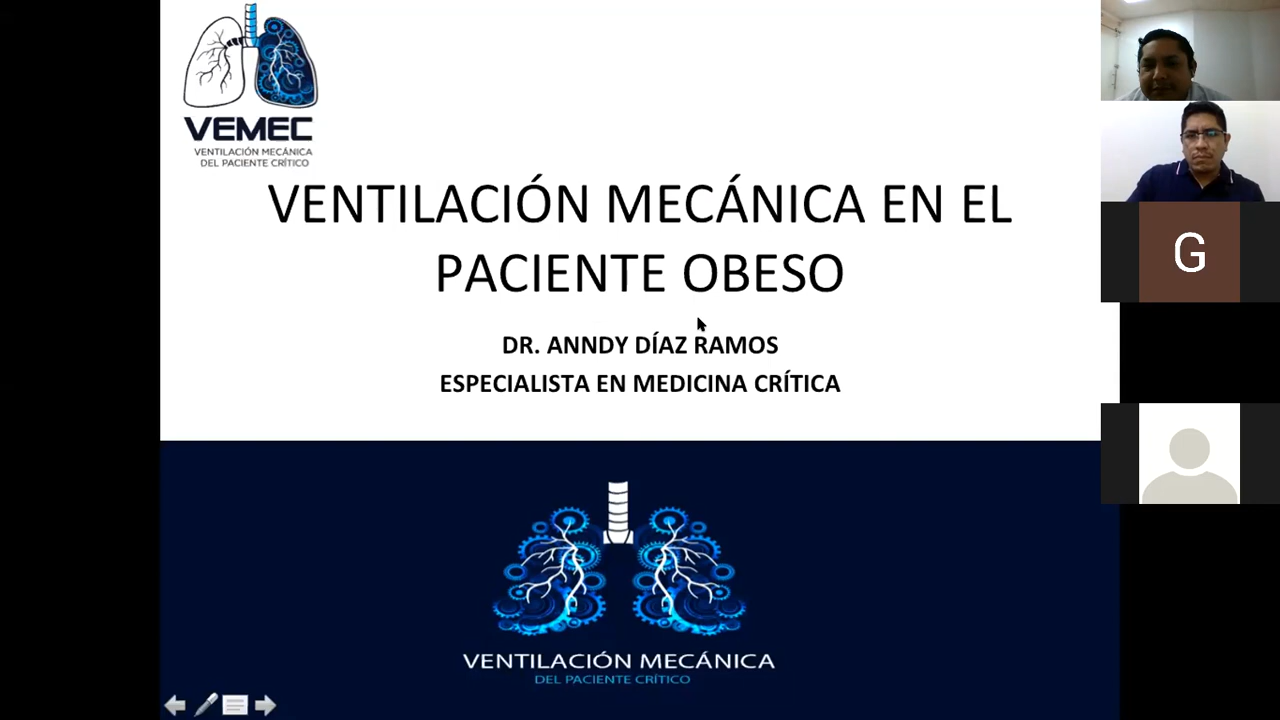 VEMEC
VENTILACIÓN MECÁNICA
DEL PACIENTE CRÍTICO
VENTILACIÓN MECÁNICA EN EL
PACIENTE OBESO
DR. ANNDY DÍAZ RAMOS
ESPECIALISTA EN MEDICINA CRÍTICA
G
VENTILACIÓN MECÁNICA
DEL PACIENTE CRÍTICO